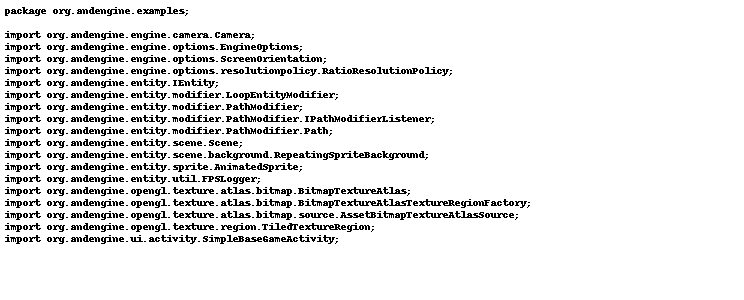 package org.andengine.examples;

import org.andengine.engine.camera.Camera;
import org.andengine.engine.options.EngineOptions;
import org.andengine.engine.options.ScreenOrientation;
import org.andengine.engine.options.resolutionpolicy.RatioResolutionPolicy;
import org.andengine.entity.IEntity;
import org.andengine.entity.modifier.LoopEntityModifier;
import org.andengine.entity.modifier.PathModifier;
import org.andengine.entity.modifier.PathModifier.IPathModifierListener;
import org.andengine.entity.modifier.PathModifier.Path;
import org.andengine.entity.scene.Scene;
import org.andengine.entity.scene.background.RepeatingSpriteBackground;
import org.andengine.entity.sprite.AnimatedSprite;
import org.andengine.entity.util.FPSLogger;
import org.andengine.opengl.texture.atlas.bitmap.BitmapTextureAtlas;
import org.andengine.opengl.texture.atlas.bitmap.BitmapTextureAtlasTextureRegionFactory;
import org.andengine.opengl.texture.atlas.bitmap.source.AssetBitmapTextureAtlasSource;
import org.andengine.opengl.texture.region.TiledTextureRegion;
import org.andengine.ui.activity.SimpleBaseGameActivity;